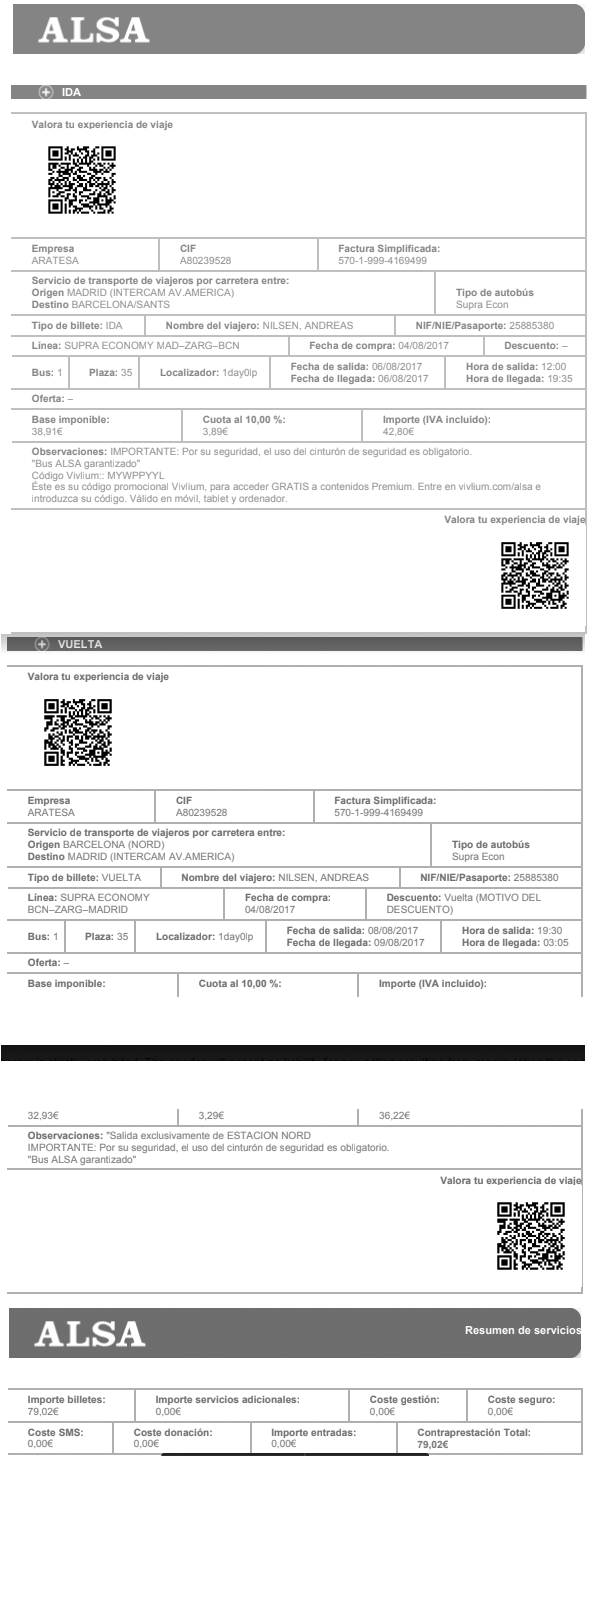 ALSA
IDA
Valora tu experiencia de viaje
Empresa CIF Factura Simplificada:
ARATESA A80239528 570-1-999-4169499
Servicio de transporte de viajeros por carretera entre:
Origen MADRID (INTERCAM AV.AMERICA) Tipo de autobús
Destino BARCELONA/SANTS Supra Econ
Tipo de billete: IDA Nombre del viajero: NILSEN, ANDREAS NIF/NIE/Pasaporte: 25885380
Línea: SUPRA ECONOMY MAD–ZARG–BCN Fecha de compra: 04/08/2017 Descuento: –
Bus: 1 Plaza: 35 Localizador: 1day0lp Fecha de salida: 06/08/2017 Hora de salida: 12:00
Fecha de llegada: 06/08/2017 Hora de llegada: 19:35
Oferta: –
Base imponible: Cuota al 10,00 %: Importe (IVA incluido):
38,91€ 3,89€ 42,80€
Observaciones: IMPORTANTE: Por su seguridad, el uso del cinturón de seguridad es obligatorio.
"Bus ALSA garantizado"
Código Vivlium:: MYWPPYYL
Éste es su código promocional Vivlium, para acceder GRATIS a contenidos Premium. Entre en vivlium.com/alsa e
introduzca su código. Válido en móvil, tablet y ordenador.
Valora tu experiencia de viaje
VUELTA
Valora tu experiencia de viaje
Empresa CIF Factura Simplificada:
ARATESA A80239528 570-1-999-4169499
Servicio de transporte de viajeros por carretera entre:
Origen BARCELONA (NORD) Tipo de autobús
Destino MADRID (INTERCAM AV.AMERICA) Supra Econ
Tipo de billete: VUELTA Nombre del viajero: NILSEN, ANDREAS NIF/NIE/Pasaporte: 25885380
Línea: SUPRA ECONOMY Fecha de compra: Descuento: Vuelta (MOTIVO DEL
BCN–ZARG–MADRID 04/08/2017 DESCUENTO)
Bus: 1 Plaza: 35 Localizador: 1day0lp Fecha de salida: 08/08/2017 Hora de salida: 19:30
Fecha de llegada: 09/08/2017 Hora de llegada: 03:05
Oferta: –
Base imponible: Cuota al 10,00 %: Importe (IVA incluido):
32,93€ 3,29€ 36,22€
Observaciones: "Salida exclusivamente de ESTACION NORD
IMPORTANTE: Por su seguridad, el uso del cinturón de seguridad es obligatorio.
"Bus ALSA garantizado"
Valora tu experiencia de viaje
ALSA Resumen de servicios
Importe billetes: Importe servicios adicionales: Coste gestión: Coste seguro:
79,02€ 0,00€ 0,00€ 0,00€
Coste SMS: Coste donación: Importe entradas: Contraprestación Total:
0,00€ 0,00€ 0,00€ 79,02€